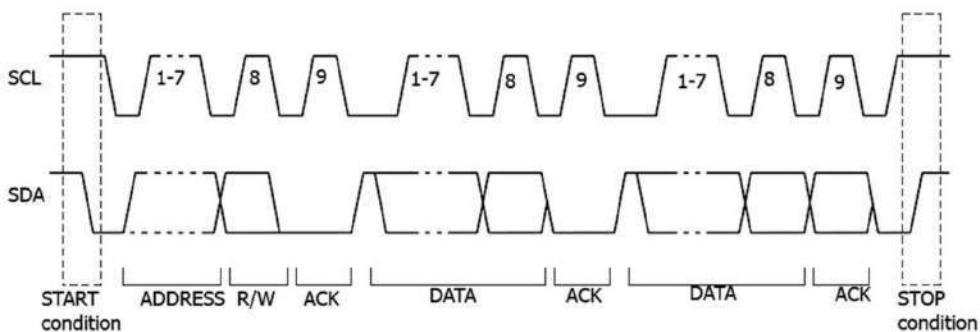 SCL 1-7 8 9 1-7 8 9 1-7 8 9
SDA
START condition
ADDRESS R/W ACK DATA ACK DATA ACK
STOP condition